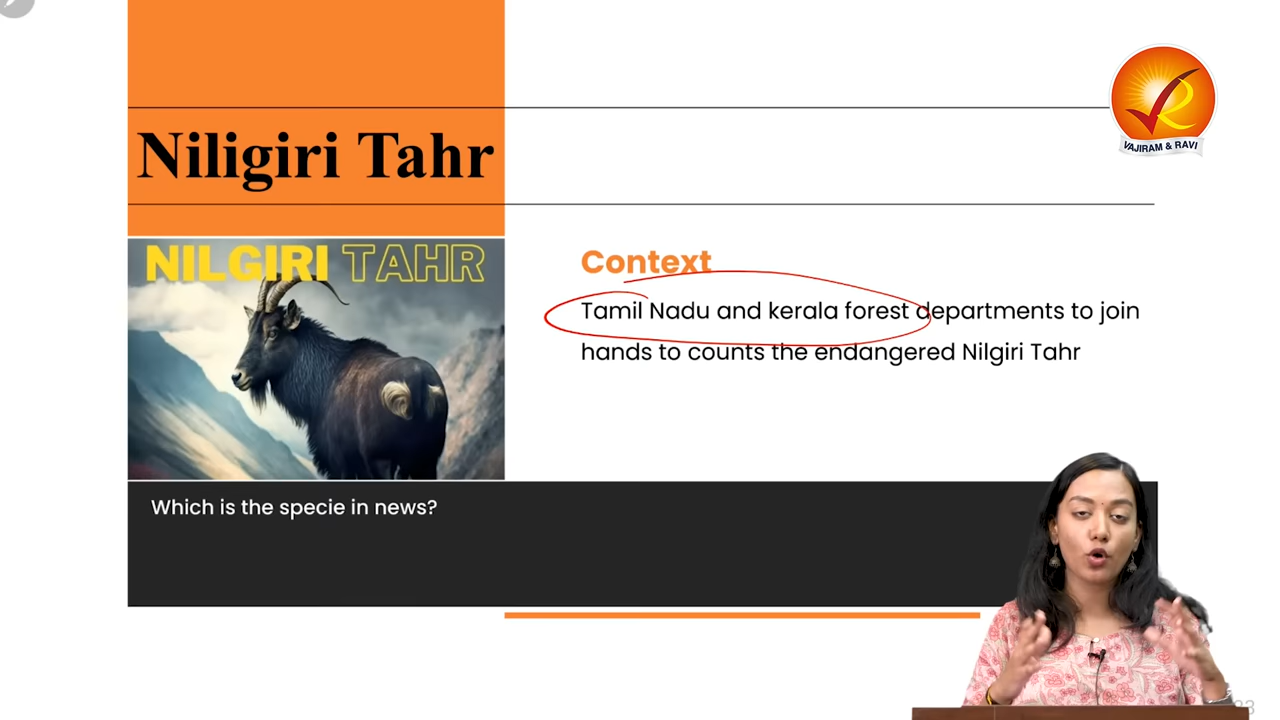 VAJIRAM & RAVI
Niligiri Tahr
NILGIRI TAHR
Context
Tamil Nadu and kerala forest departments to join
hands to counts the endangered Nilgiri Tahr
Which is the specie in news?